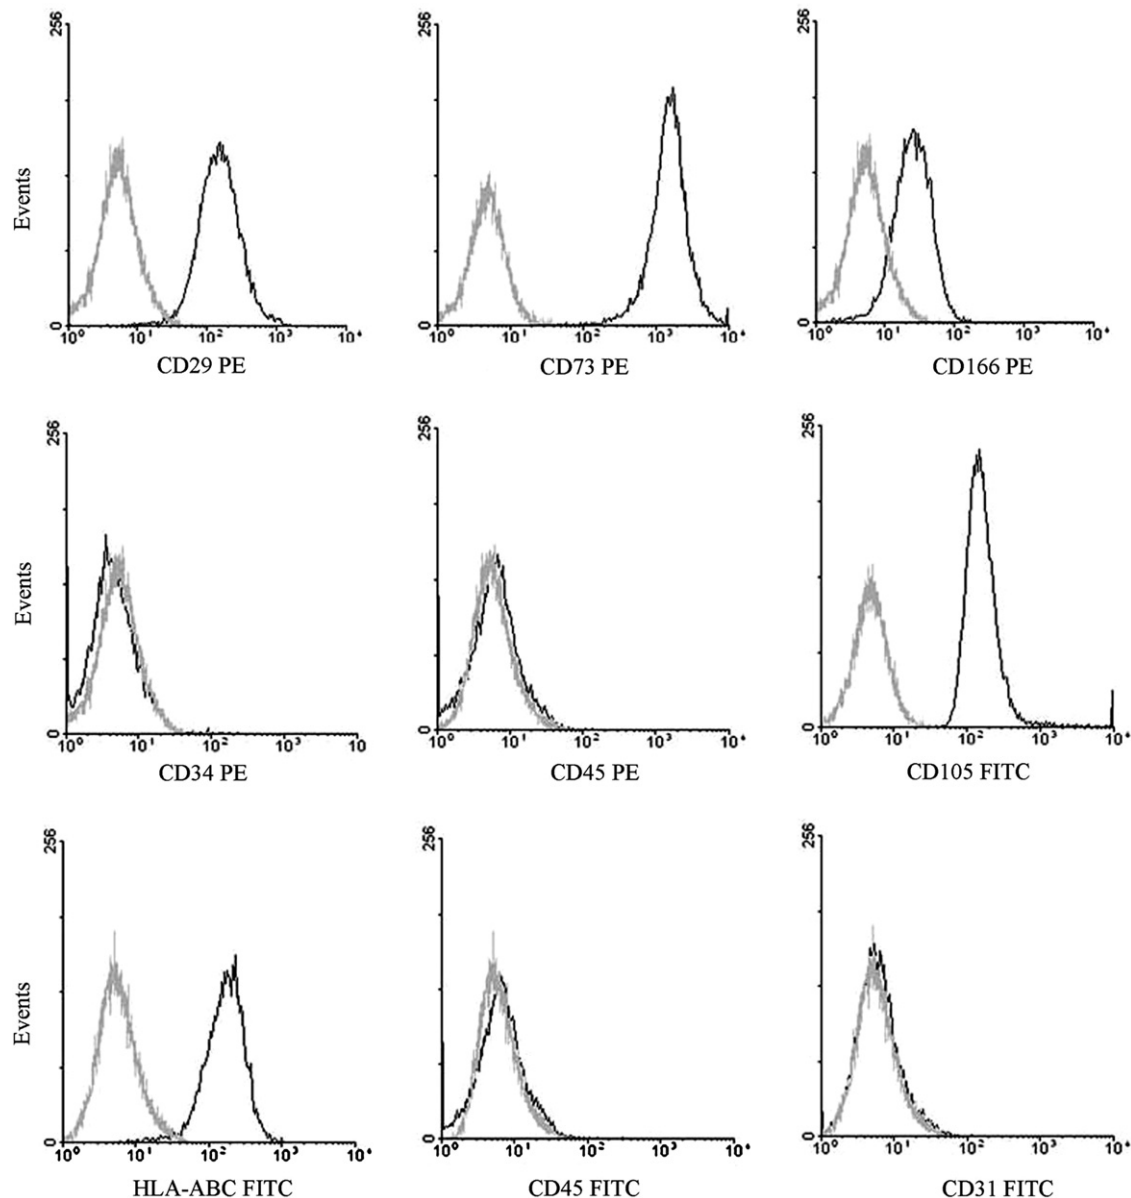 256 256 256
Events
0 0 0
10⁰ 10¹ 10² 10³ 10⁴ 10⁰ 10¹ 10² 10³ 10⁴ 10⁰ 10¹ 10² 10³ 10⁴
CD29 PE CD73 PE CD166 PE
256 256 256
Events
0 0 0
10⁰ 10¹ 10² 10³ 10 10⁰ 10¹ 10² 10³ 10⁴ 10⁰ 10¹ 10² 10³ 10⁴
CD34 PE CD45 PE CD105 FITC
256 256 256
Events
0 0 0
10⁰ 10¹ 10² 10³ 10⁴ 10⁰ 10¹ 10² 10³ 10⁴ 10⁰ 10¹ 10² 10³ 10⁴
HLA-ABC FITC CD45 FITC CD31 FITC